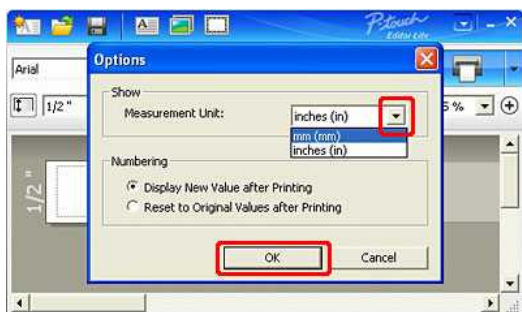 P-touch
Editor Lite
Arial
Options
Show
Measurement Unit:
inches (in)
mm (mm)
inches (in)
1/2 "
5 %
Numbering
Display New Value after Printing
Reset to Original Values after Printing
1/2 "
OK
Cancel